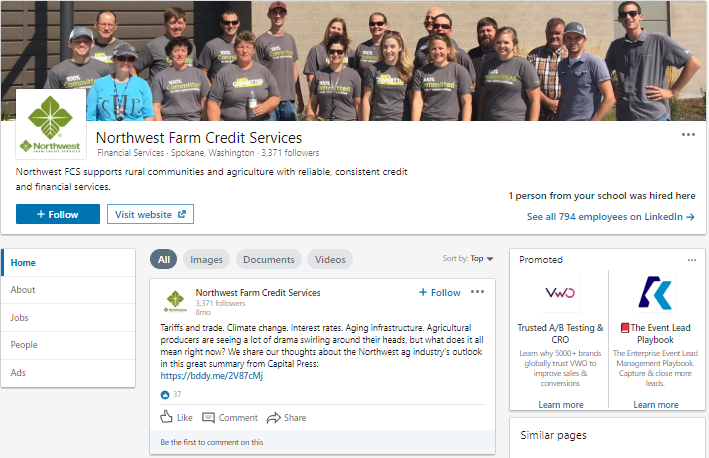 100%
Committed
Northwest
FARM CREDIT SERVICES
Northwest Farm Credit Services
Financial Services · Spokane, Washington · 3,371 followers
Northwest FCS supports rural communities and agriculture with reliable, consistent credit
and financial services.
1 person from your school was hired here
+ Follow
Visit website
See all 794 employees on LinkedIn →
Home
About
Jobs
People
Ads
All
Images
Documents
Videos
Sort by: Top
Northwest Farm Credit Services
3,371 followers
8mo
+ Follow
Tariffs and trade. Climate change. Interest rates. Aging infrastructure. Agricultural
producers are seeing a lot of drama swirling around their heads, but what does it all
mean right now? We share our thoughts about the Northwest ag industry's outlook
in this great summary from Capital Press:
https://bddy.me/2V87cMj
37
Like
Comment
Share
Be the first to comment on this
Promoted
VWO
Trusted A/B Testing &
CRO
Learn why 5000+ brands
globally trust VWO to
improve sales &
conversions
Learn more
📕The Event Lead
Playbook
The Enterprise Event Lead
Management Playbook.
Capture & close more
leads.
Learn more
Similar pages